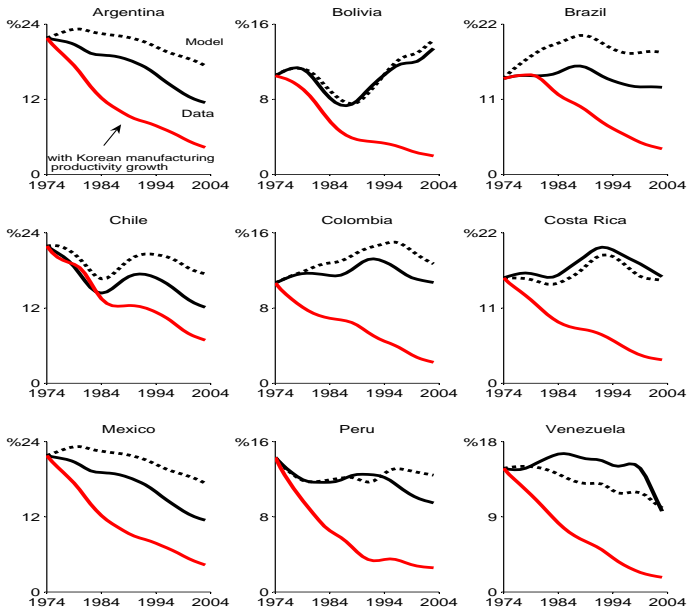 Argentina
%24
Model
12
Data
with Korean manufacturing
productivity growth
0
1974 1984 1994 2004
Bolivia
%16
8
0
1974 1984 1994 2004
Brazil
%22
11
0
1974 1984 1994 2004
Chile
%24
12
0
1974 1984 1994 2004
Colombia
%16
8
0
1974 1984 1994 2004
Costa Rica
%22
11
0
1974 1984 1994 2004
Mexico
%24
12
0
1974 1984 1994 2004
Peru
%16
8
0
1974 1984 1994 2004
Venezuela
%18
9
0
1974 1984 1994 2004